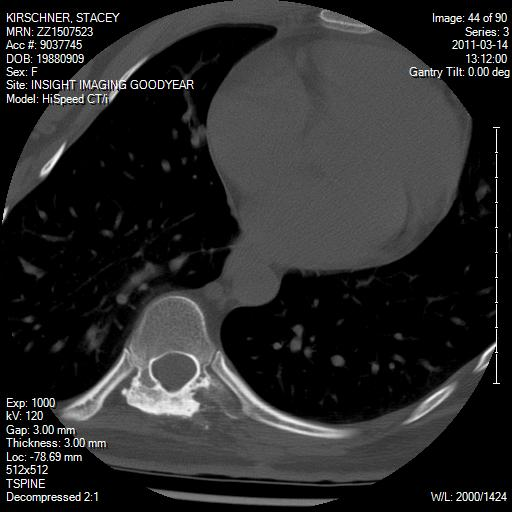 KIRSCHNER, STACEY
MRN: ZZ1507523
Acc #: 9037745
DOB: 19880909
Sex: F
Site: INSIGHT IMAGING GOODYEAR
Model: HiSpeed CT/i
Image: 44 of 90
Series: 3
2011-03-14
13:12:00
Gantry Tilt: 0.00 deg
Exp: 1000
kV: 120
Gap: 3.00 mm
Thickness: 3.00 mm
Loc: -78.69 mm
512x512
TSPINE
Decompressed 2:1
W/L: 2000/1424